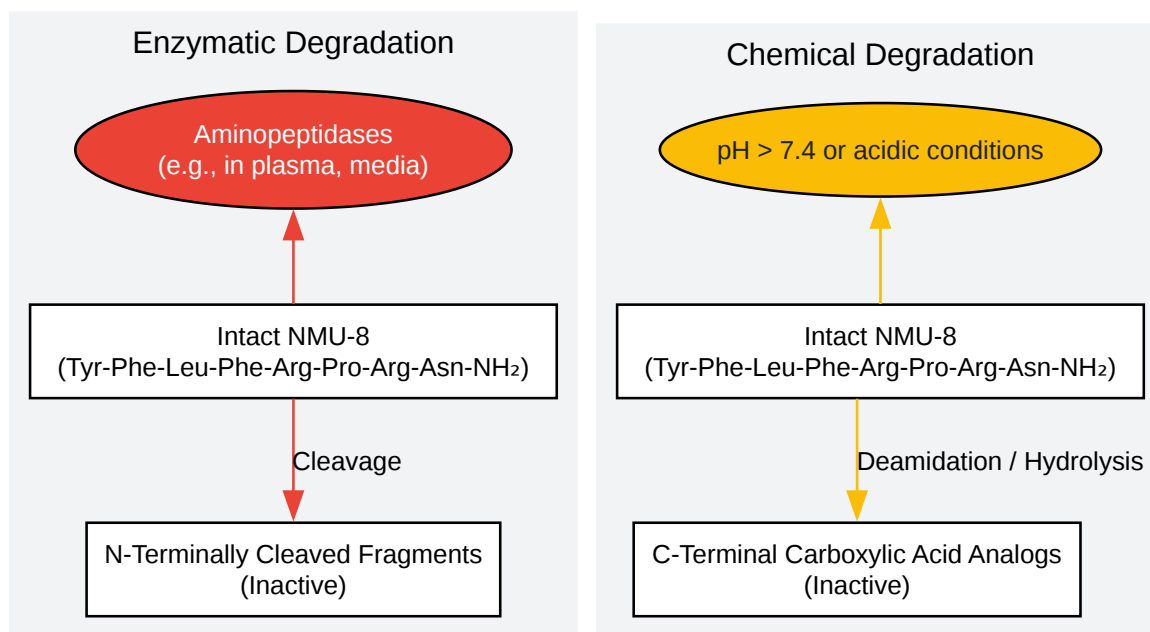 Enzymatic Degradation
Aminopeptidases
(e.g., in plasma, media)
Intact NMU-8
(Tyr-Phe-Leu-Phe-Arg-Pro-Arg-Asn-NH₂)
Cleavage
N-Terminally Cleaved Fragments
(Inactive)
Chemical Degradation
pH > 7.4 or acidic conditions
Intact NMU-8
(Tyr-Phe-Leu-Phe-Arg-Pro-Arg-Asn-NH₂)
Deamidation / Hydrolysis
C-Terminal Carboxylic Acid Analogs
(Inactive)